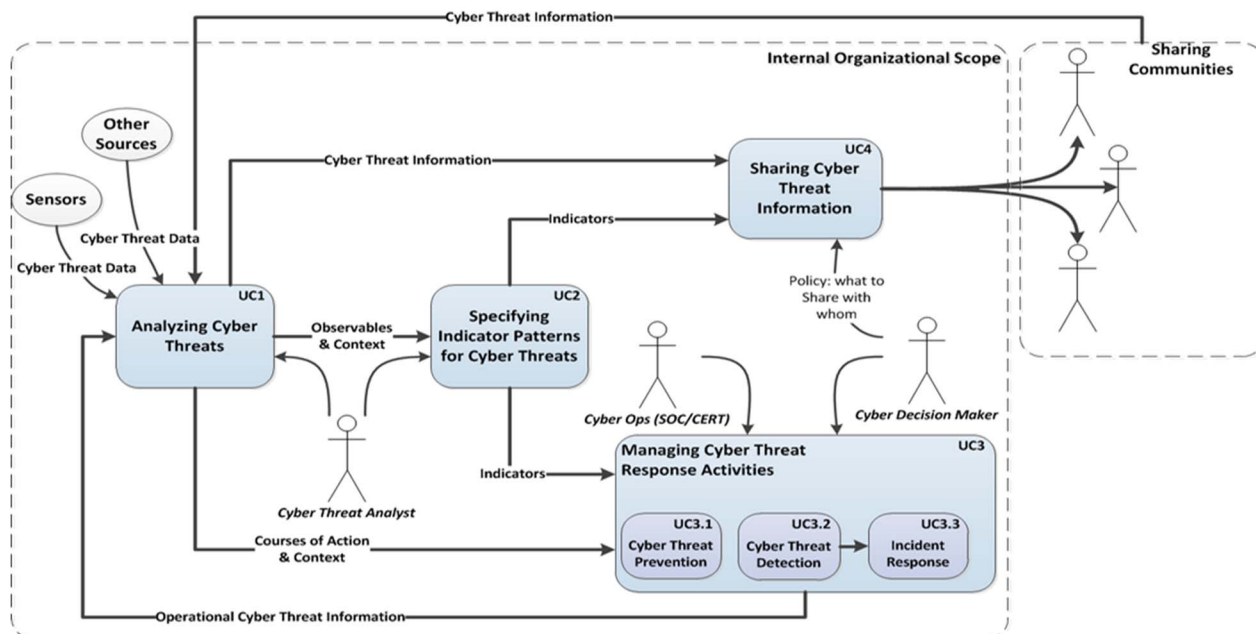 Cyber Threat Information
Internal Organizational Scope
Sharing
Communities
Other
Sources
Sensors
Cyber Threat Data
Cyber Threat Data
Cyber Threat Information
UC4
Sharing Cyber
Threat
Information
Indicators
Policy: what to
Share with
whom
UC1
Analyzing Cyber
Threats
Observables
& Context
UC2
Specifying
Indicator Patterns
for Cyber Threats
Cyber Ops (SOC/CERT)
Cyber Decision Maker
Cyber Threat Analyst
Indicators
UC3
Managing Cyber Threat
Response Activities
UC3.1
Cyber Threat
Prevention
UC3.2
Cyber Threat
Detection
UC3.3
Incident
Response
Courses of Action
& Context
Operational Cyber Threat Information